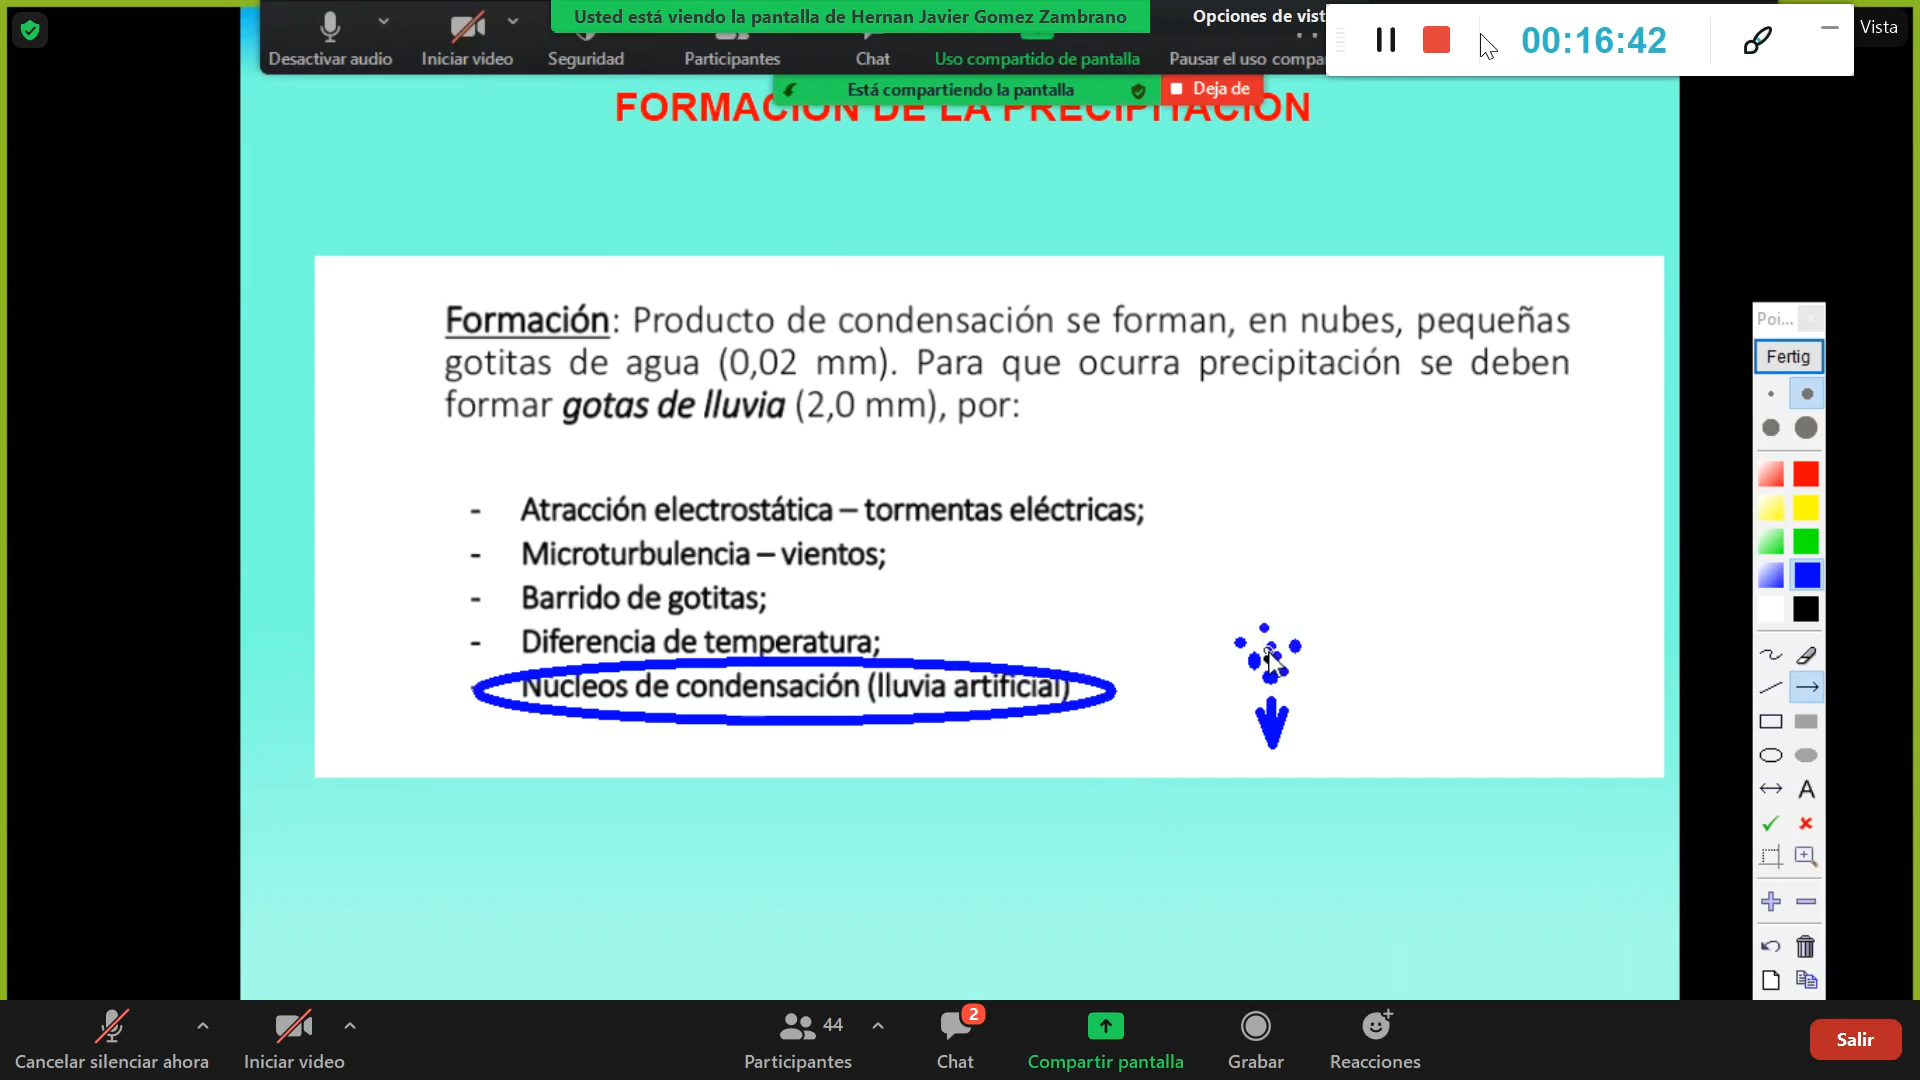 Usted está viendo la pantalla de Hernan Javier Gomez Zambrano
Opciones de vist
00:16:42
Vista
Desactivar audio
Iniciar video
Seguridad
Participantes
Chat
Uso compartido de pantalla
Pausar el uso compar
Está compartiendo la pantalla
Deja de
FORMACION DE LA PRECIPITACION
Formación: Producto de condensación se forman, en nubes, pequeñas
gotitas de agua (0,02 mm). Para que ocurra precipitación se deben
formar gotas de lluvia (2,0 mm), por:
- Atracción electrostática – tormentas eléctricas;
- Microturbulencia – vientos;
- Barrido de gotitas;
- Diferencia de temperatura;
- Núcleos de condensación (lluvia artificial)
Poi...
Fertig
A
Cancelar silenciar ahora
Iniciar video
44
Participantes
2
Chat
Compartir pantalla
Grabar
Reacciones
Salir